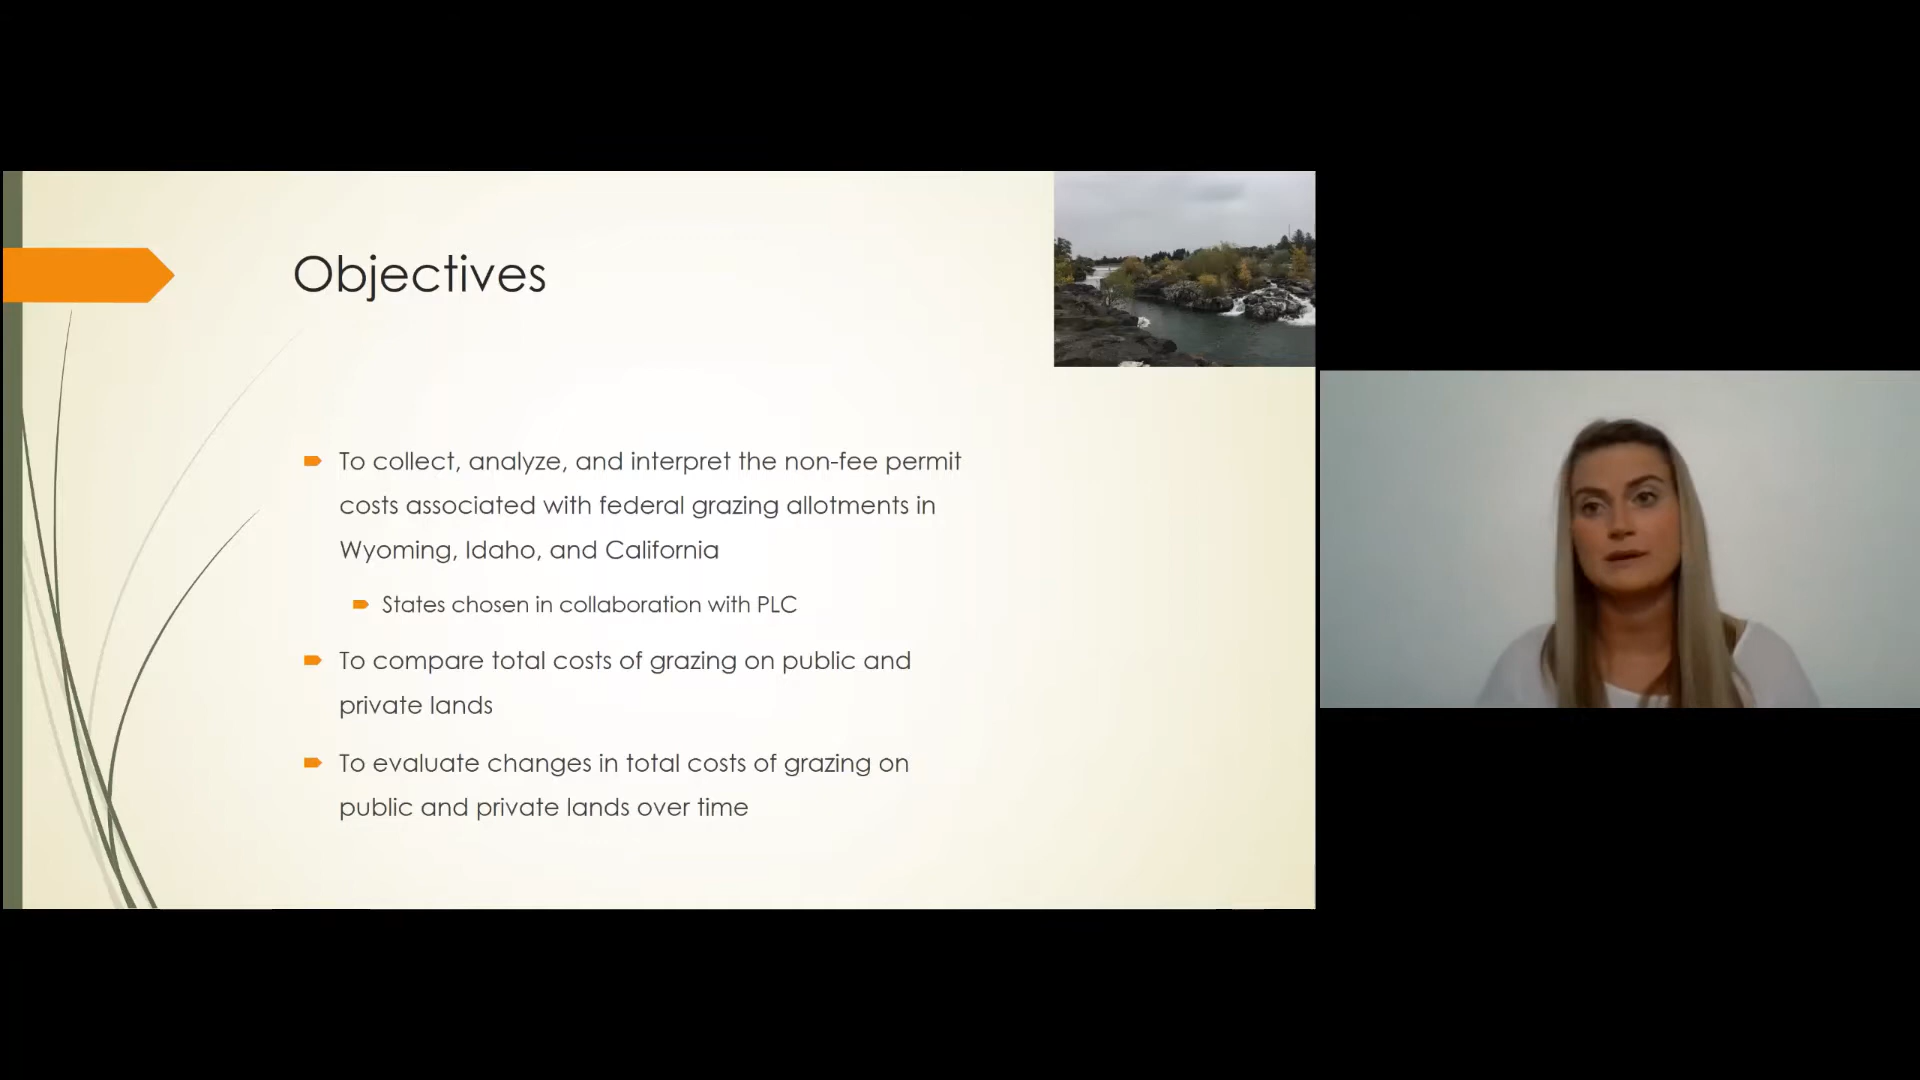 Objectives
To collect, analyze, and interpret the non-fee permit
costs associated with federal grazing allotments in
Wyoming, Idaho, and California
States chosen in collaboration with PLC
To compare total costs of grazing on public and
private lands
To evaluate changes in total costs of grazing on
public and private lands over time